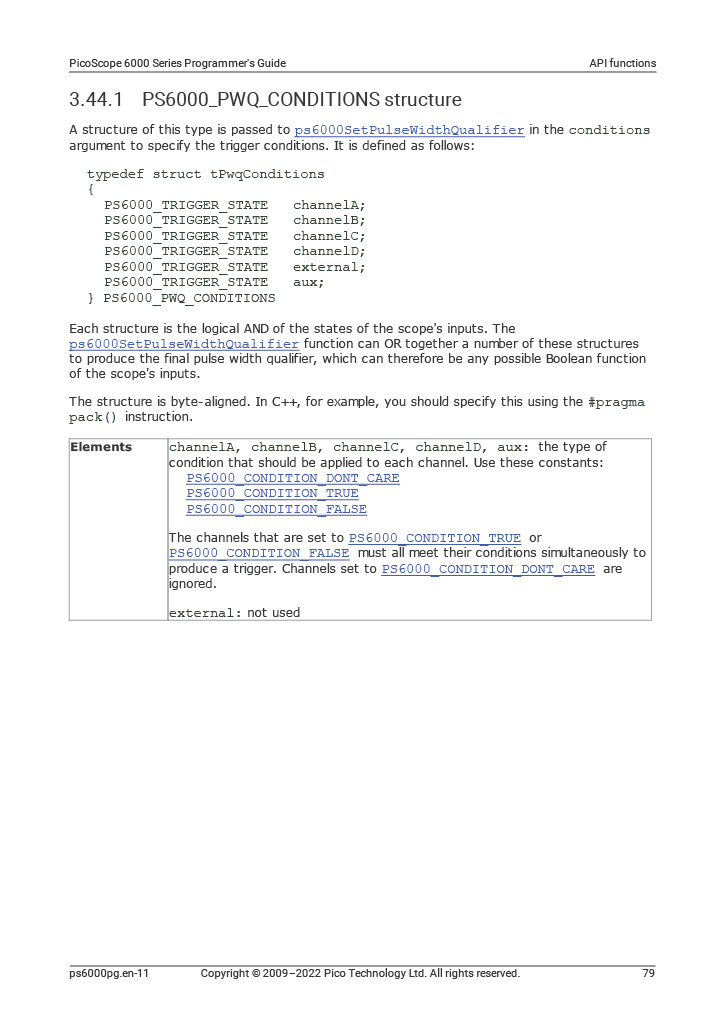 PicoScope 6000 Series Programmer's Guide API functions
3.44.1 PS6000_PWQ_CONDITIONS structure
A structure of this type is passed to ps6000SetPulseWidthQualifier in the conditions
argument to specify the trigger conditions. It is defined as follows:
typedef struct tPwqConditions
{
PS6000_TRIGGER_STATE channelA;
PS6000_TRIGGER_STATE channelB;
PS6000_TRIGGER_STATE channelC;
PS6000_TRIGGER_STATE channelD;
PS6000_TRIGGER_STATE external;
PS6000_TRIGGER_STATE aux;
} PS6000_PWQ_CONDITIONS
Each structure is the logical AND of the states of the scope's inputs. The
ps6000SetPulseWidthQualifier function can OR together a number of these structures
to produce the final pulse width qualifier, which can therefore be any possible Boolean function
of the scope's inputs.
The structure is byte-aligned. In C++, for example, you should specify this using the #pragma
pack() instruction.
Elements channelA, channelB, channelC, channelD, aux: the type of
condition that should be applied to each channel. Use these constants:
PS6000_CONDITION_DONT_CARE
PS6000_CONDITION_TRUE
PS6000_CONDITION_FALSE
The channels that are set to PS6000_CONDITION_TRUE or
PS6000_CONDITION_FALSE must all meet their conditions simultaneously to
produce a trigger. Channels set to PS6000_CONDITION_DONT_CARE are
ignored.
external: not used
ps6000pg.en-11 Copyright © 2009–2022 Pico Technology Ltd. All rights reserved. 79